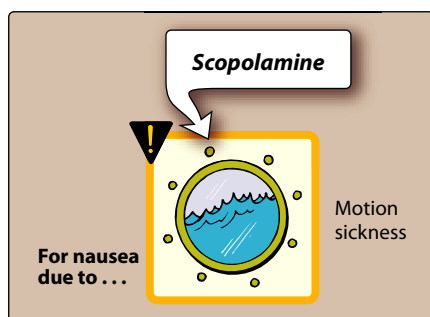 Scopolamine
!
Motion
sickness
For nausea
due to . . .